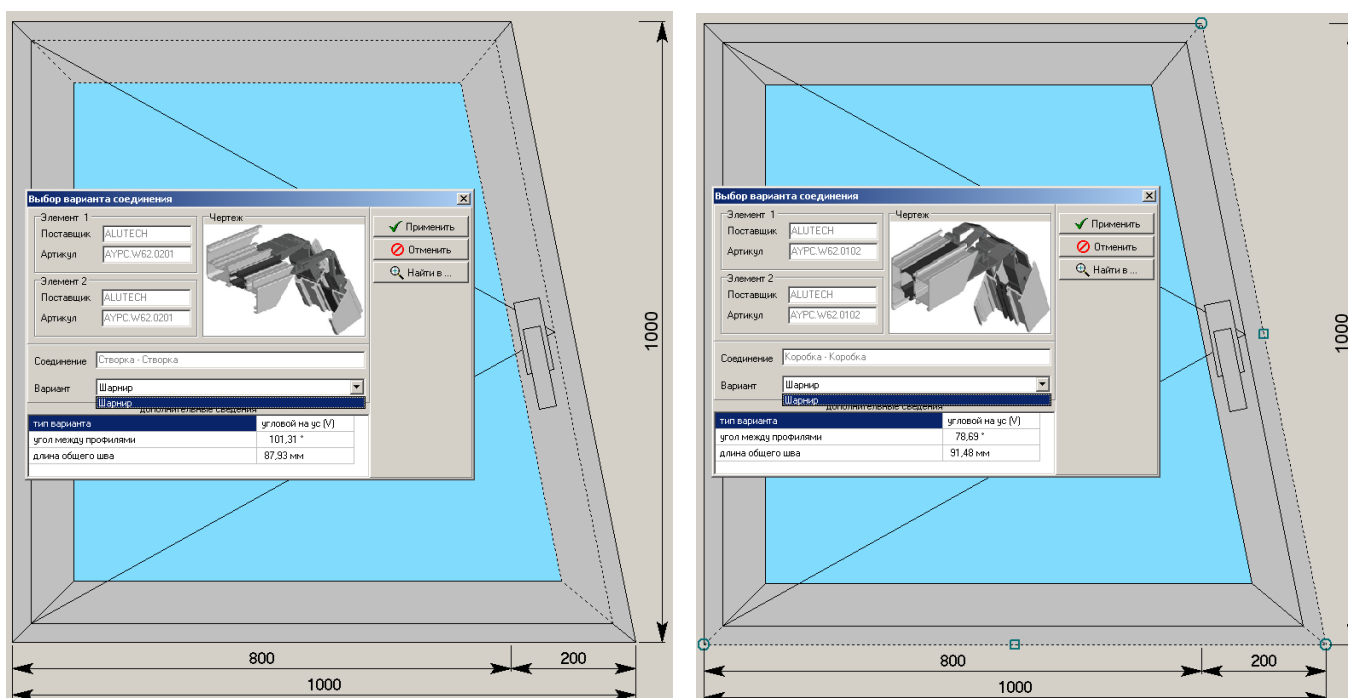 Выбор варианта соединения
Элемент 1
Поставщик ALUTECH
Артикул AYPC.W62.0201
Элемент 2
Поставщик ALUTECH
Артикул AYPC.W62.0201
Чертеж
Применить
Отменить
Найти в ...
Соединение Створка - Створка
Вариант Шарнир
Шарнир
дополнительные сведения
тип варианта угловой на ус (V)
угол между профилями 101,31 °
длина общего шва 87,93 мм
1000
800
200
1000
Выбор варианта соединения
Элемент 1
Поставщик ALUTECH
Артикул AYPC.W62.0102
Элемент 2
Поставщик ALUTECH
Артикул AYPC.W62.0102
Чертеж
Применить
Отменить
Найти в ...
Соединение Коробка - Коробка
Вариант Шарнир
Шарнир
дополнительные сведения
тип варианта угловой на ус (V)
угол между профилями 78,69 °
длина общего шва 91,48 мм
1000
800
200
1000